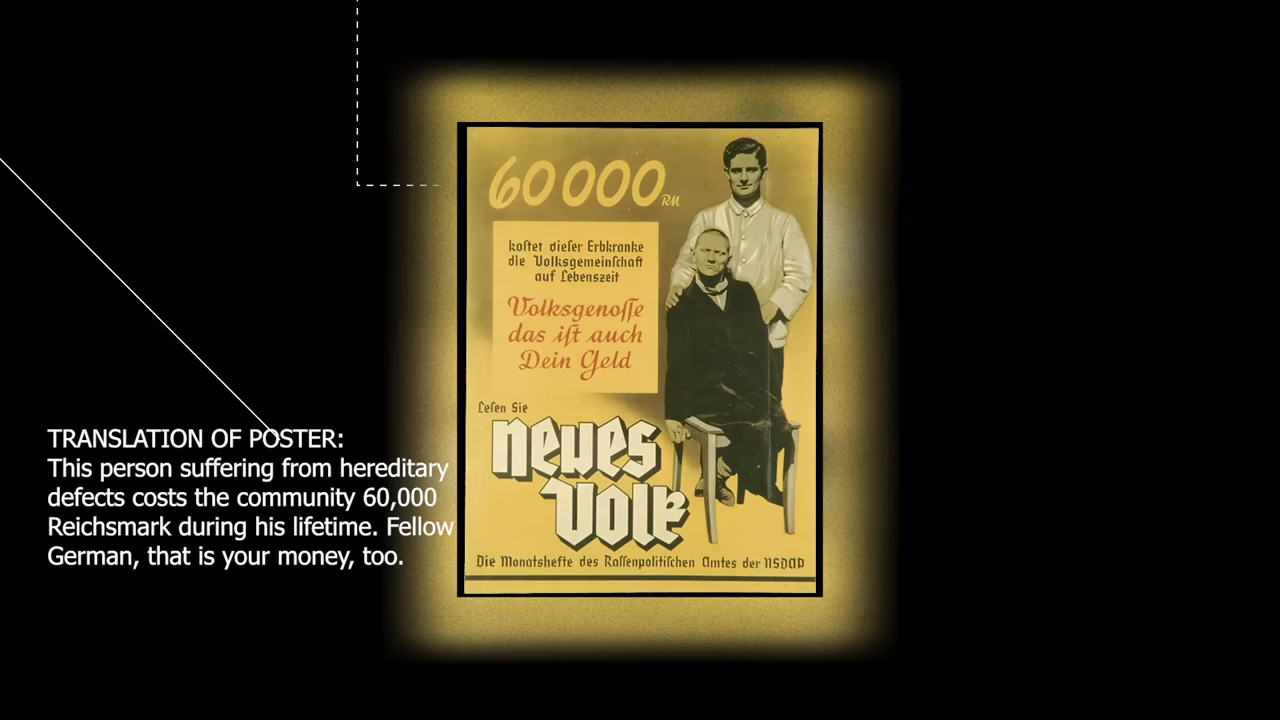 60000 RM
kostet dieser Erbkranke
die Volksgemeinschaft
auf Lebenszeit
Volksgenosse
das ist auch
Dein Geld
Lesen Sie
neues
Volk
Die Monatshefte des Rassenpolitischen Amtes der NSDAP
TRANSLATION OF POSTER:
This person suffering from hereditary
defects costs the community 60,000
Reichsmark during his lifetime. Fellow
German, that is your money, too.